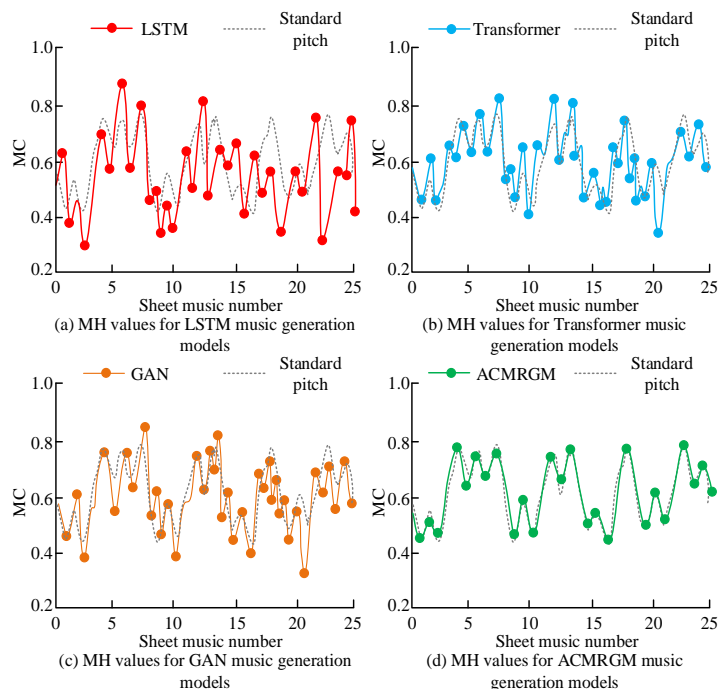 LSTM
Standard
pitch
MC
1.0
0.8
0.6
0.4
0.2
0 5 10 15 20 25
Sheet music number
(a) MH values for LSTM music generation
models
Transformer
Standard
pitch
MC
1.0
0.8
0.6
0.4
0.2
0 5 10 15 20 25
Sheet music number
(b) MH values for Transformer music
generation models
GAN
Standard
pitch
MC
1.0
0.8
0.6
0.4
0.2
0 5 10 15 20 25
Sheet music number
(c) MH values for GAN music generation
models
ACMRGM
Standard
pitch
MC
1.0
0.8
0.6
0.4
0.2
0 5 10 15 20 25
Sheet music number
(d) MH values for ACMRGM music
generation models